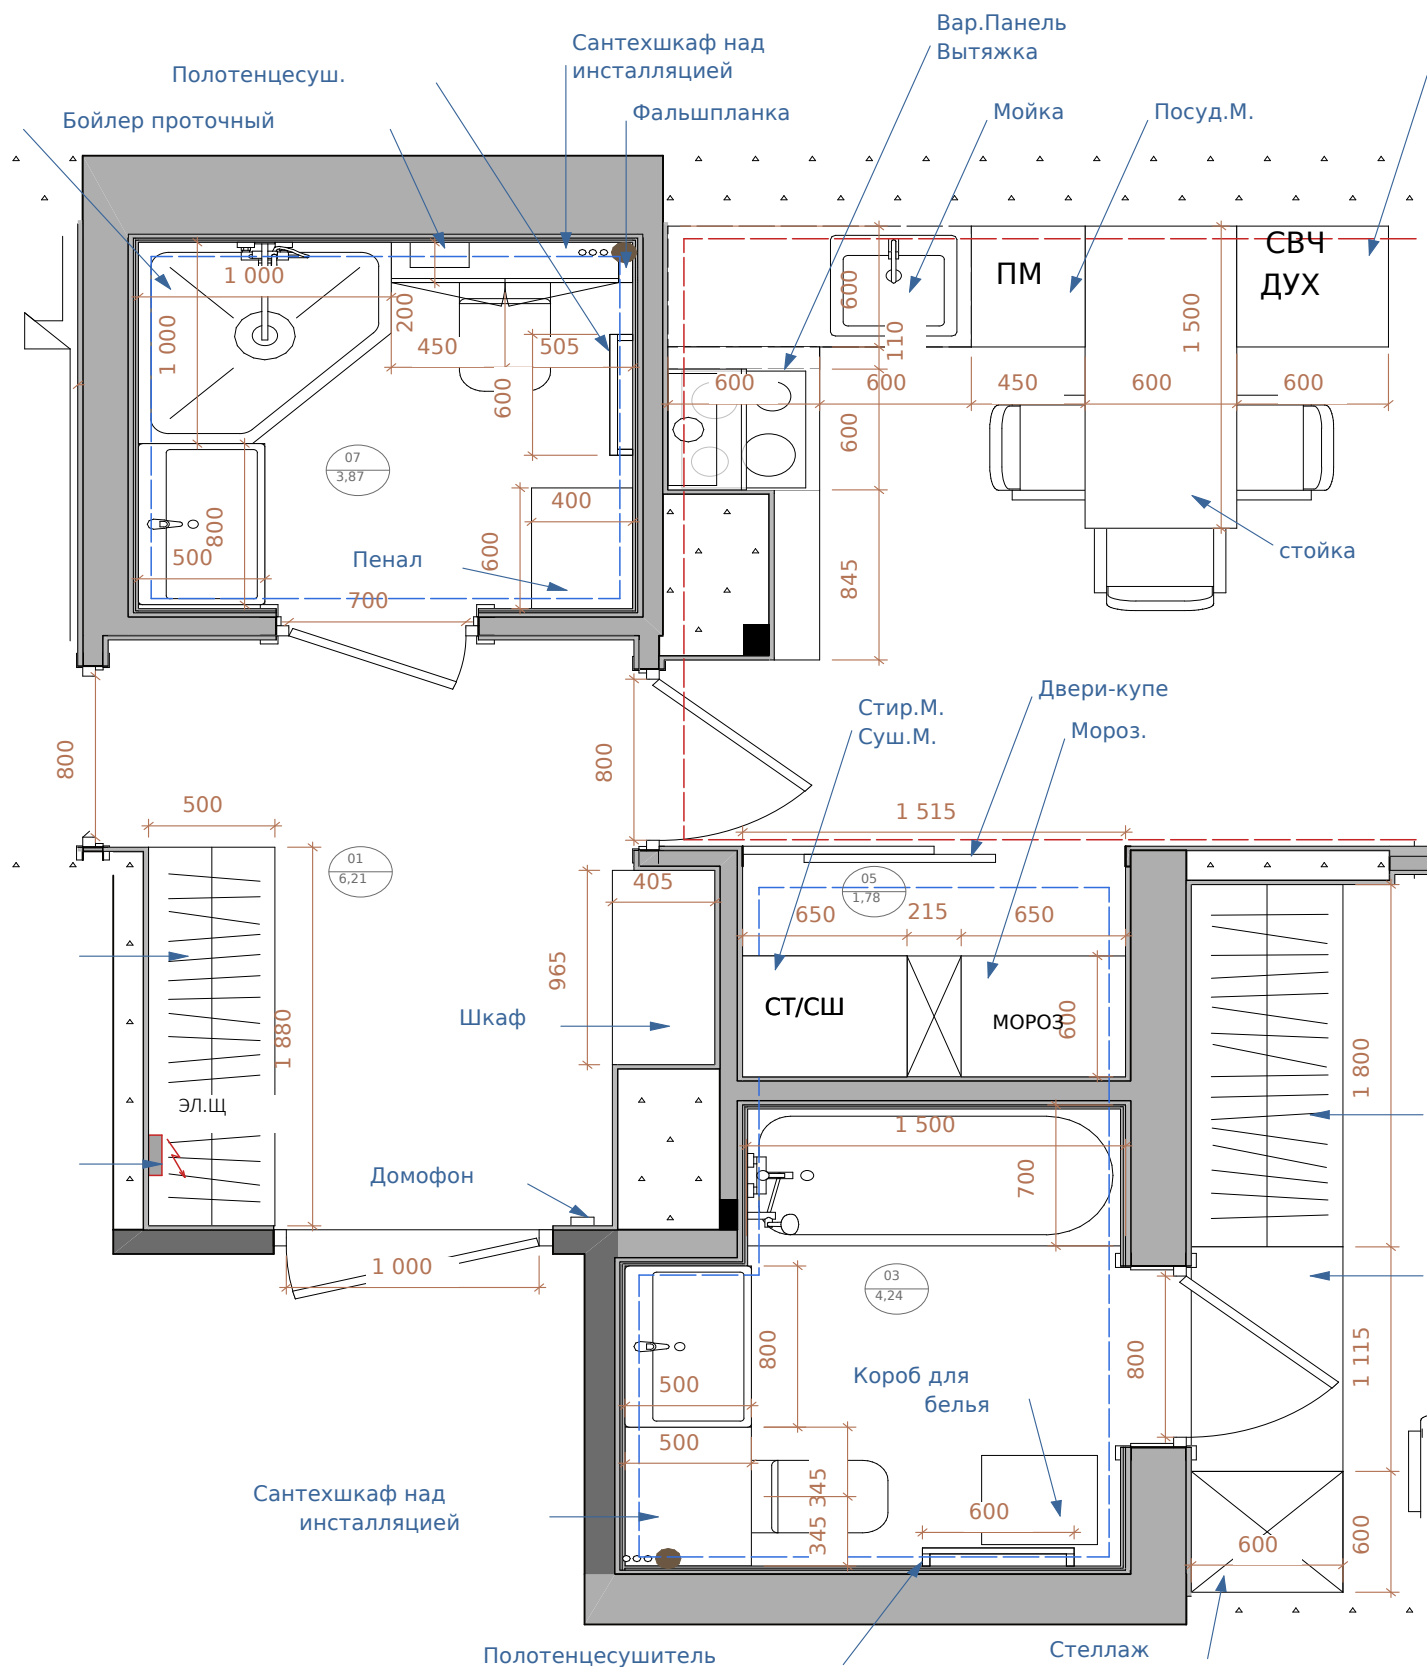 Вар.Панель
Вытяжка
Сантехшкаф над
инсталляцией
Полотенцесуш.
Бойлер проточный
Фальшпланка
Мойка
Посуд.М.
СВЧ
ДУХ
ПМ
1 000
200
600
110
1 500
1 000
450
505
600
600
600
450
600
600
600
07
3,87
800
500
400
600
Пенал
700
845
стойка
Двери-купе
Стир.М.
Суш.М.
Мороз.
800
800
500
1 515
01
6,21
405
05
1,78
650
215
650
965
Шкаф
СТ/СШ
МОРОЗ
600
1 880
1 800
ЭЛ.Щ
1 500
700
Домофон
1 000
03
4,24
800
800
1 115
Короб для
белья
500
500
345
345
Сантехшкаф над
инсталляцией
600
600
600
Полотенцесушитель
Стеллаж